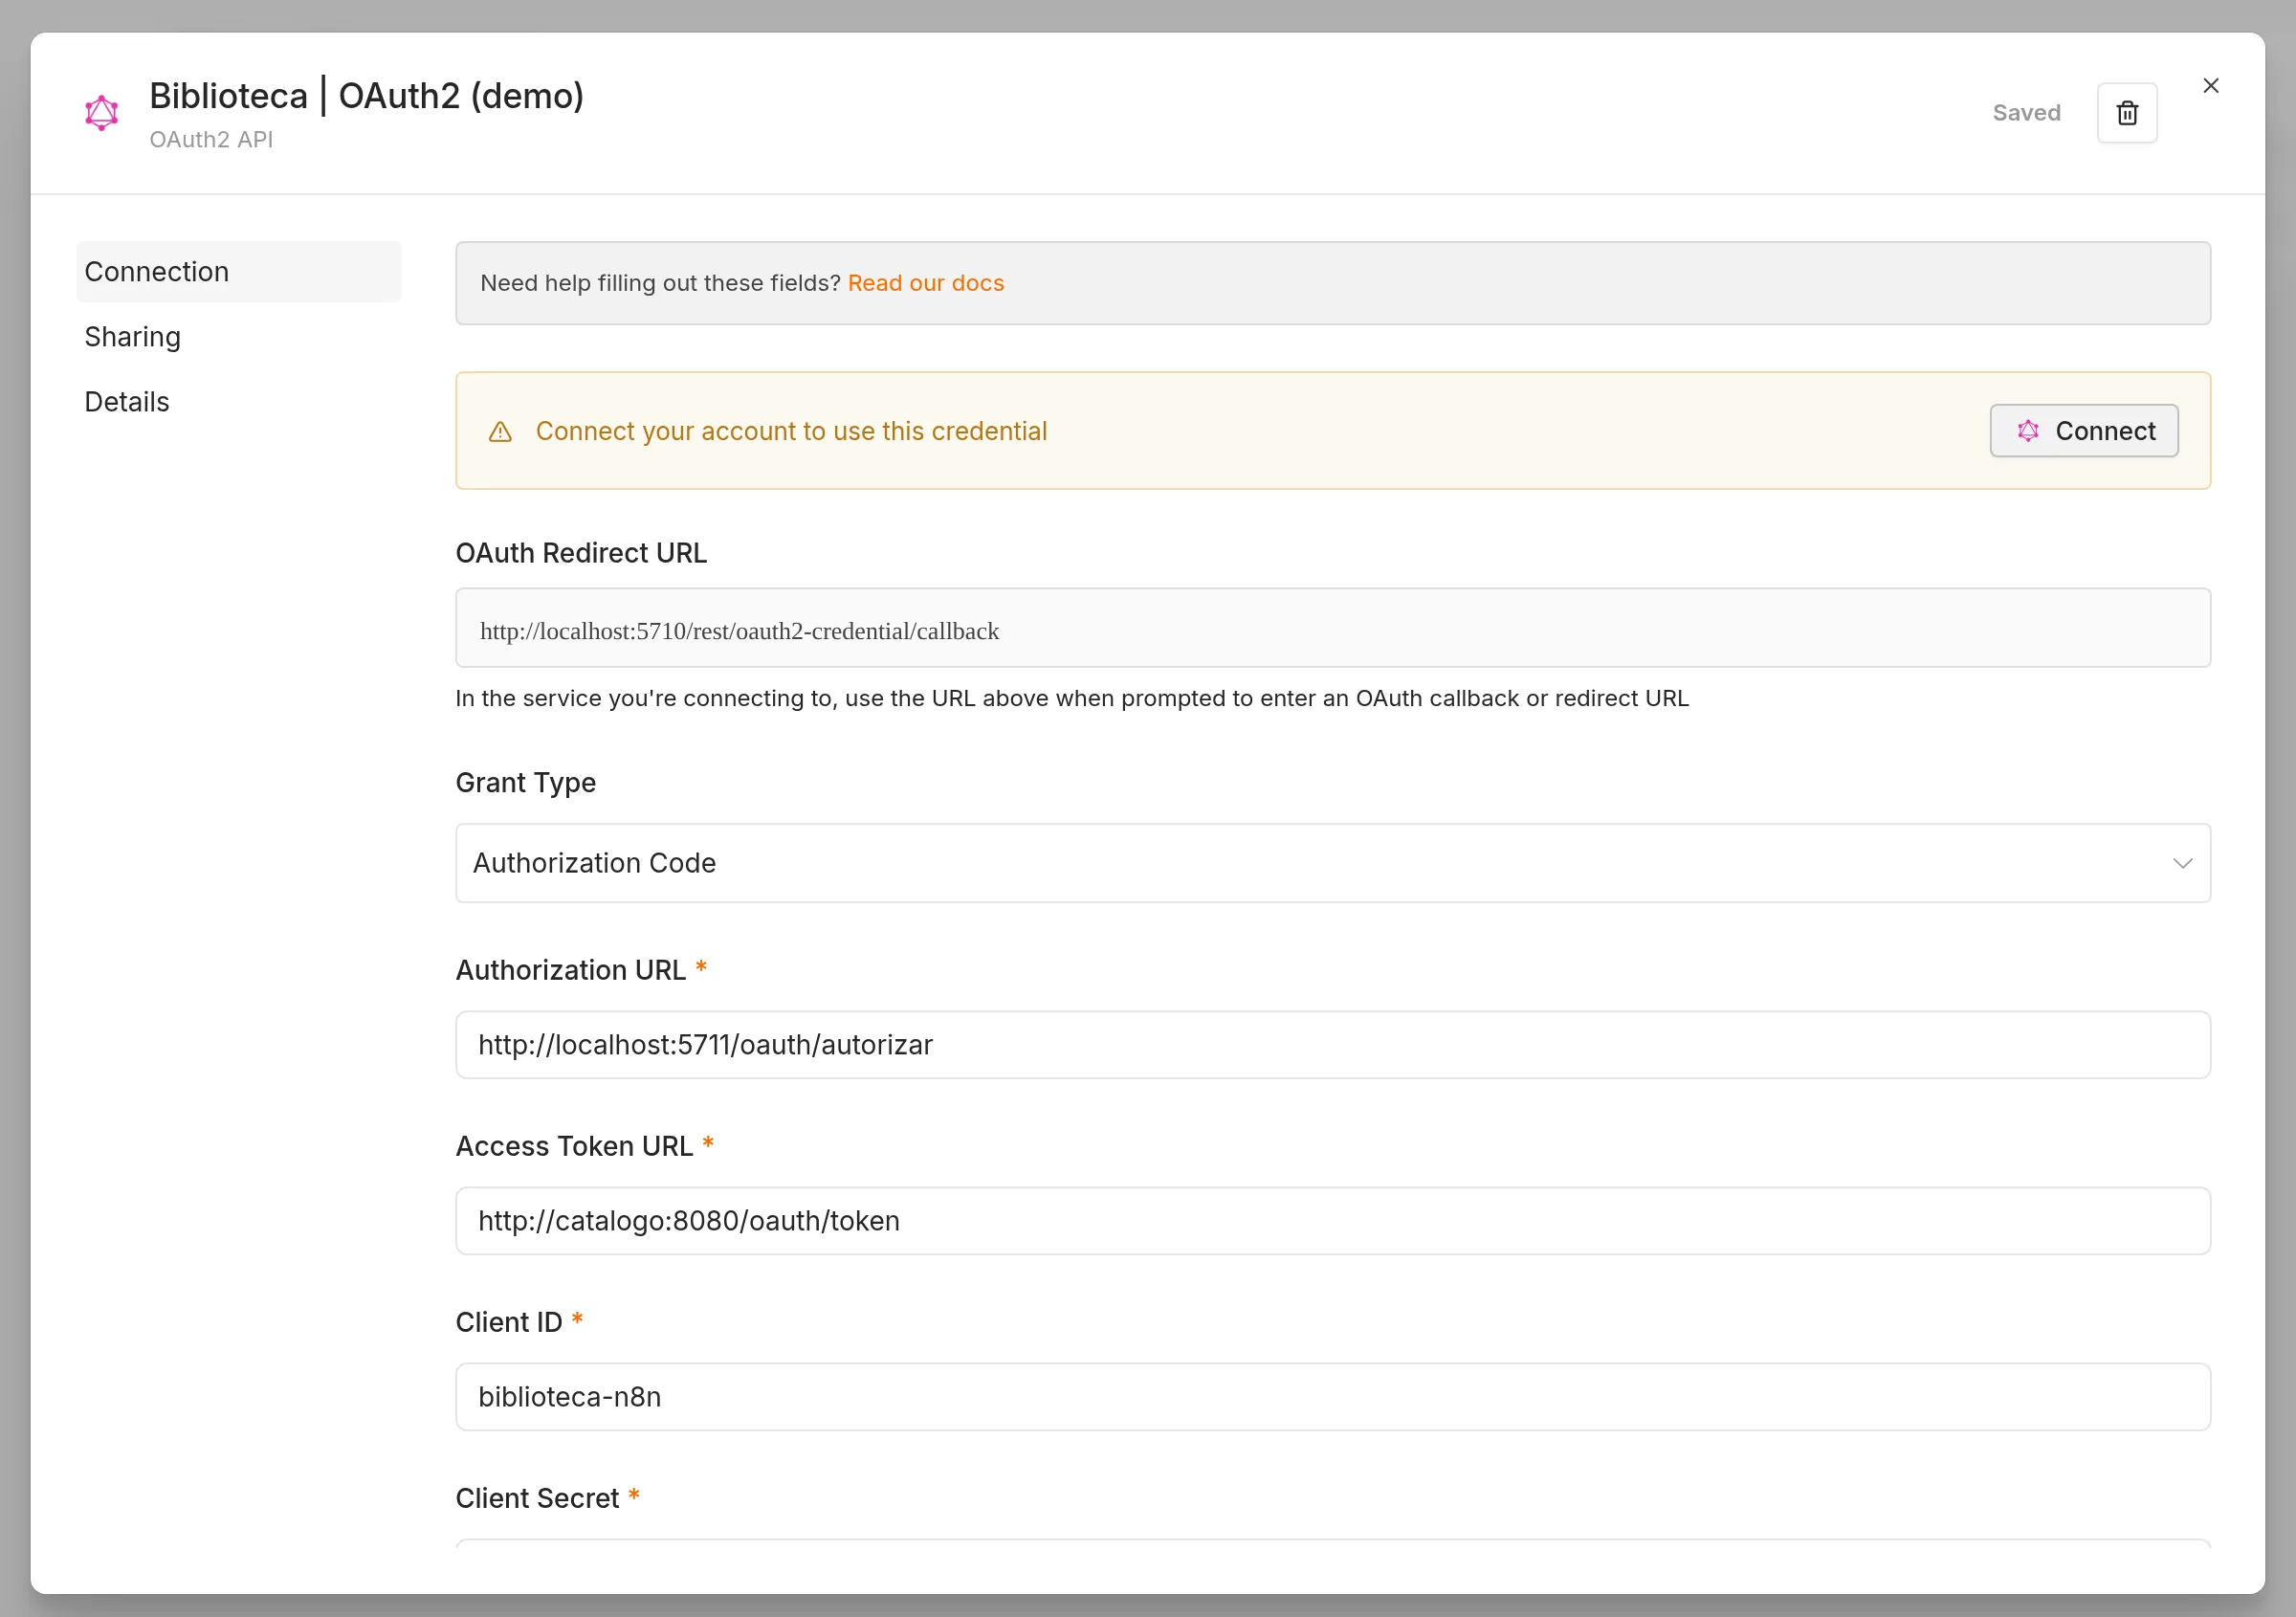 Biblioteca | OAuth2 (demo)
OAuth2 API
Saved
Connection
Sharing
Details
Need help filling out these fields? Read our docs
Connect your account to use this credential
Connect
OAuth Redirect URL
http://localhost:5710/rest/oauth2-credential/callback
In the service you're connecting to, use the URL above when prompted to enter an OAuth callback or redirect URL
Grant Type
Authorization Code
Authorization URL *
http://localhost:5711/oauth/autorizar
Access Token URL *
http://catalogo:8080/oauth/token
Client ID *
biblioteca-n8n
Client Secret *